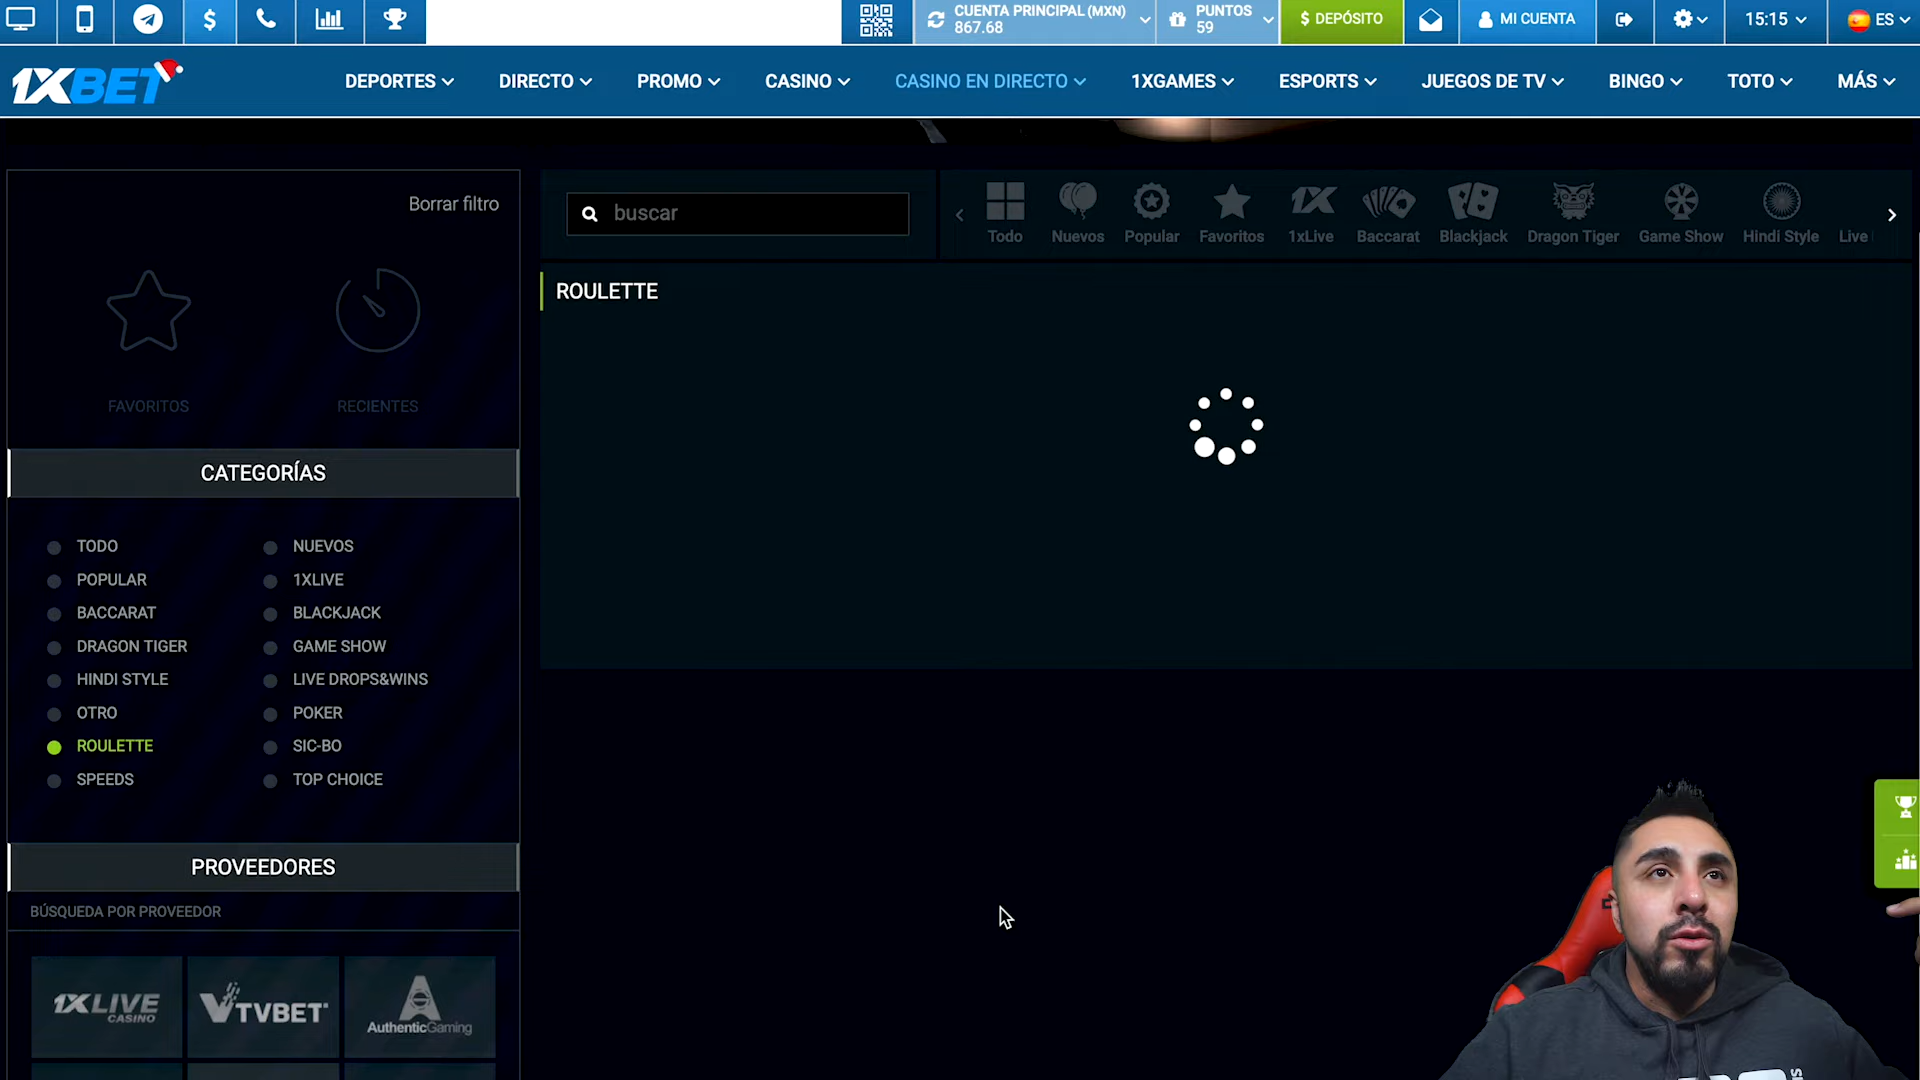 CUENTA PRINCIPAL (MXN)
867.68
PUNTOS
59
$ DEPÓSITO
MI CUENTA
15:15
ES
1XBET
DEPORTES
DIRECTO
PROMO
CASINO
CASINO EN DIRECTO
1XGAMES
ESPORTS
JUEGOS DE TV
BINGO
TOTO
MÁS
Borrar filtro
FAVORITOS
RECIENTES
buscar
Todo
Nuevos
Popular
Favoritos
1xLive
Baccarat
Blackjack
Dragon Tiger
Game Show
Hindi Style
Live
ROULETTE
CATEGORÍAS
TODO
NUEVOS
POPULAR
1XLIVE
BACCARAT
BLACKJACK
DRAGON TIGER
GAME SHOW
HINDI STYLE
LIVE DROPS&WINS
OTRO
POKER
ROULETTE
SIC-BO
SPEEDS
TOP CHOICE
PROVEEDORES
BÚSQUEDA POR PROVEEDOR
1XLIVE
CASINO
TVBET
AuthenticGaming